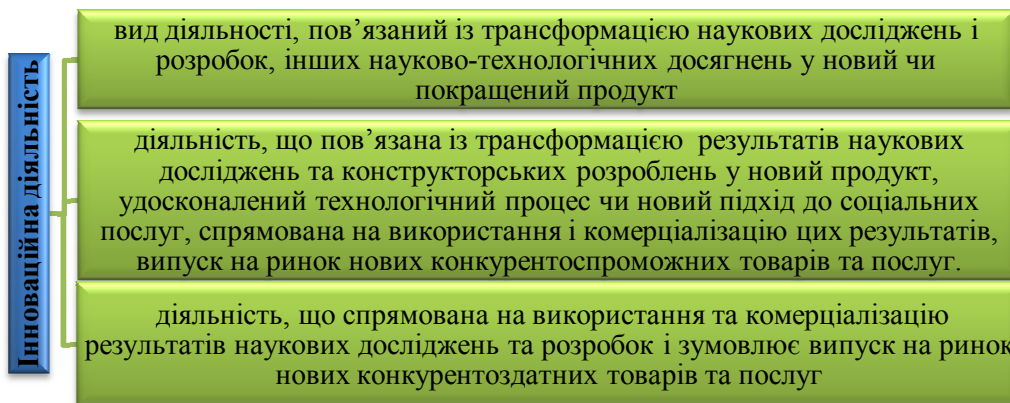 Інноваційна діяльність
вид діяльності, пов’язаний із трансформацією наукових досліджень і
розробок, інших науково-технологічних досягнень у новий чи
покращений продукт
діяльність, що пов’язана із трансформацією результатів наукових
досліджень та конструкторських розроблень у новий продукт,
удосконалений технологічний процес чи новий підхід до соціальних
послуг, спрямована на використання і комерціалізацію цих результатів,
випуск на ринок нових конкурентоспроможних товарів та послуг.
діяльність, що спрямована на використання та комерціалізацію
результатів наукових досліджень та розробок і зумовлює випуск на ринок
нових конкурентоздатних товарів та послуг